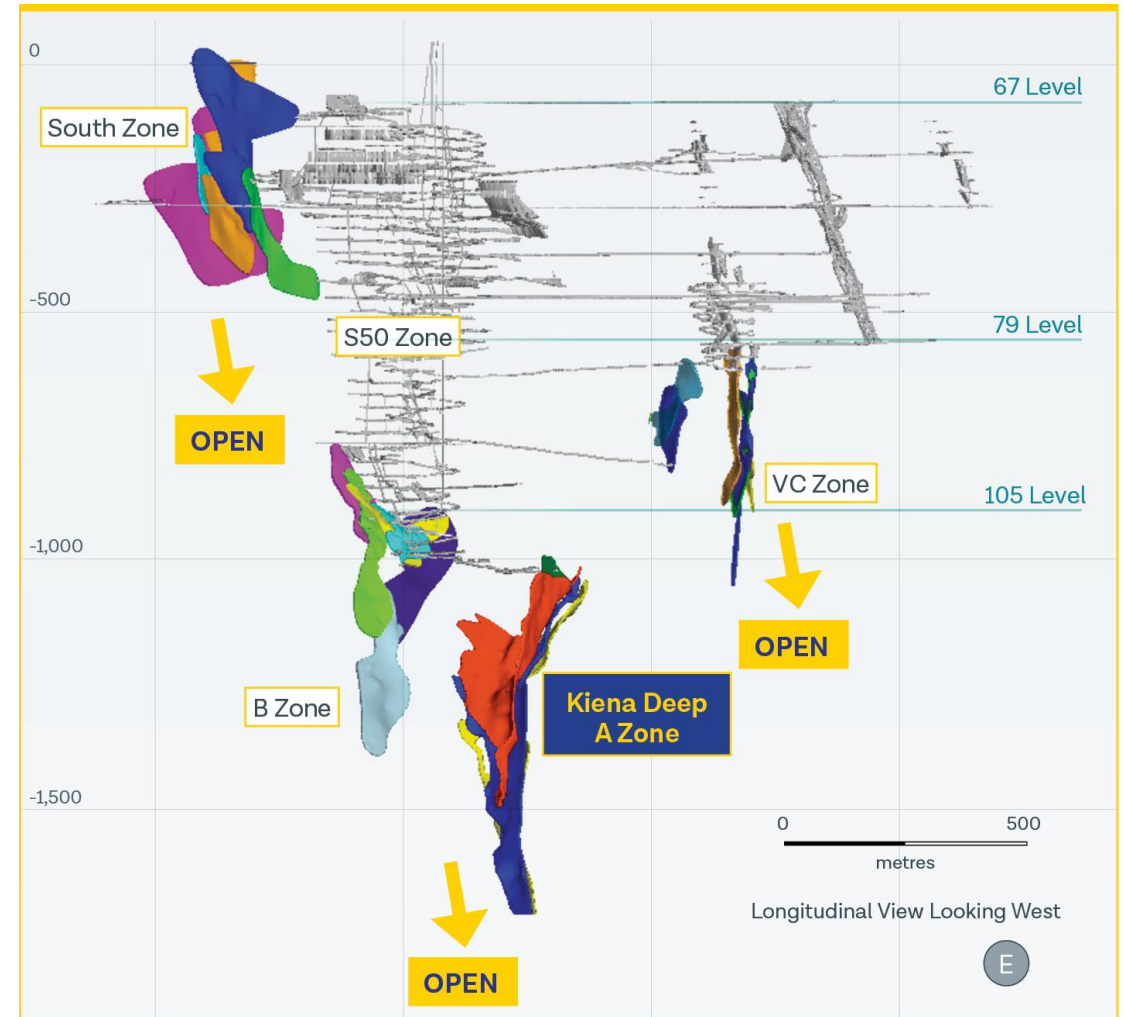 0
67 Level
South Zone
-500
79 Level
S50 Zone
OPEN
VC Zone
105 Level
-1,000
OPEN
B Zone
Kiena Deep
A Zone
-1,500
0 500
metres
Longitudinal View Looking West
E
OPEN